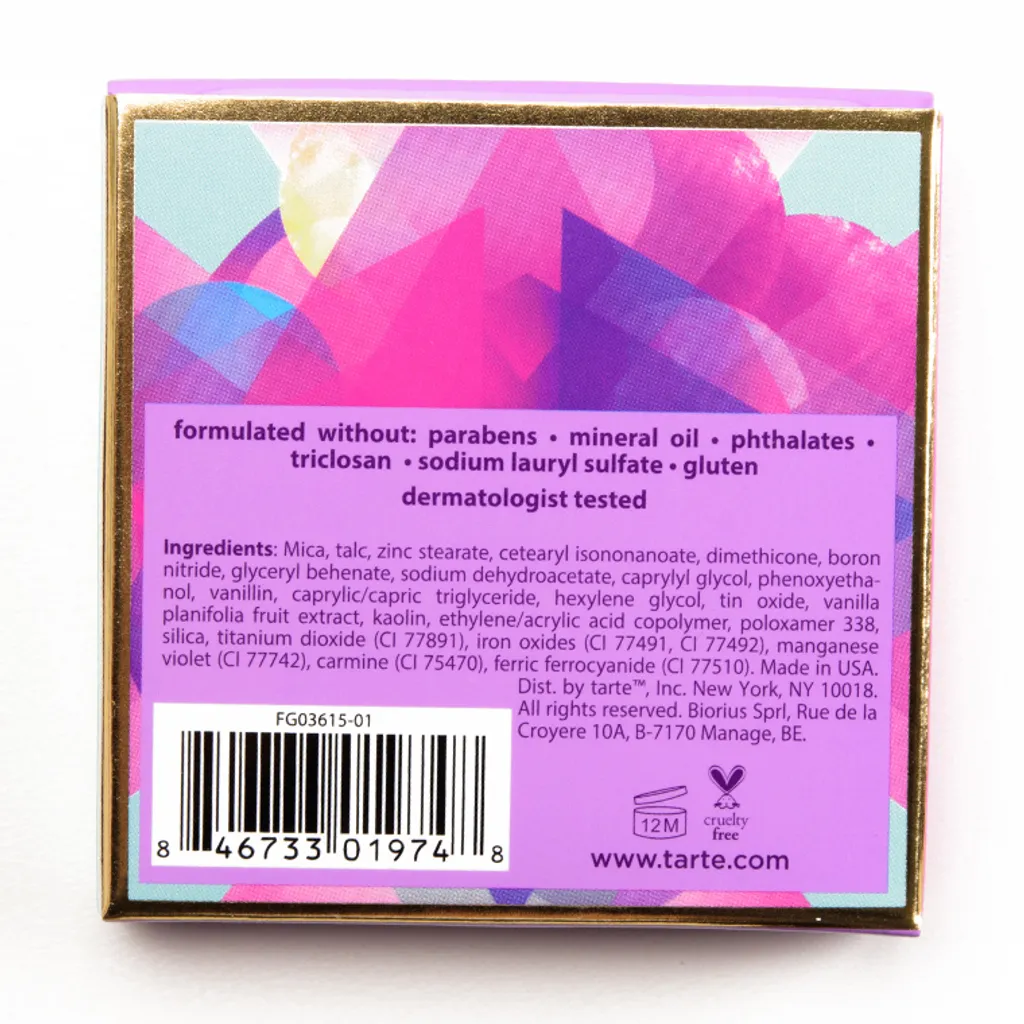 formulated without: parabens • mineral oil • phthalates •
triclosan • sodium lauryl sulfate • gluten
dermatologist tested
Ingredients: Mica, talc, zinc stearate, cetearyl isononanoate, dimethicone, boron
nitride, glyceryl behenate, sodium dehydroacetate, caprylyl glycol, phenoxyetha-
nol, vanillin, caprylic/capric triglyceride, hexylene glycol, tin oxide, vanilla
planifolia fruit extract, kaolin, ethylene/acrylic acid copolymer, poloxamer 338,
silica, titanium dioxide (CI 77891), iron oxides (CI 77491, CI 77492), manganese
violet (CI 77742), carmine (CI 75470), ferric ferrocyanide (CI 77510). Made in USA.
Dist. by tarte™, Inc. New York, NY 10018.
All rights reserved. Biorius Sprl, Rue de la
Croyere 10A, B-7170 Manage, BE.
FG03615-01
8 46733 01974 8
12M
cruelty
free
www.tarte.com